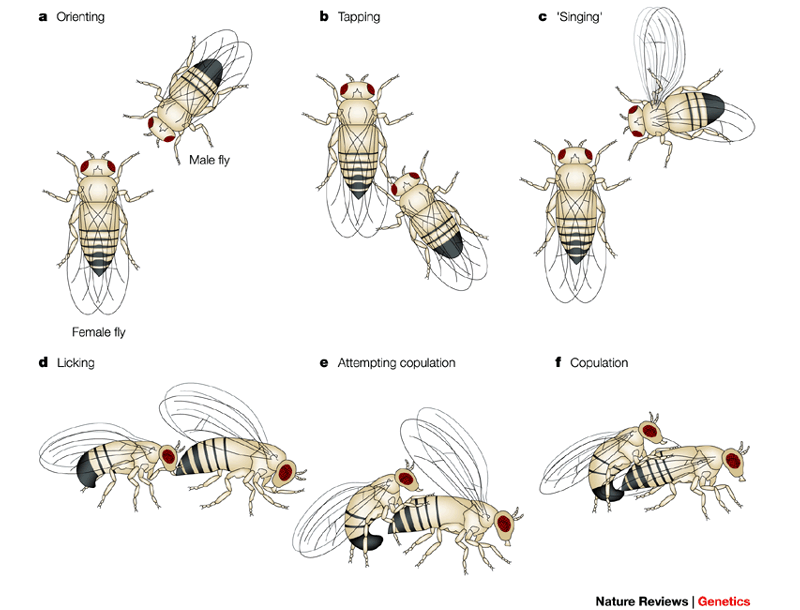 a Orienting
b Tapping
c 'Singing'
Male fly
Female fly
d Licking
e Attempting copulation
f Copulation
Nature Reviews | Genetics